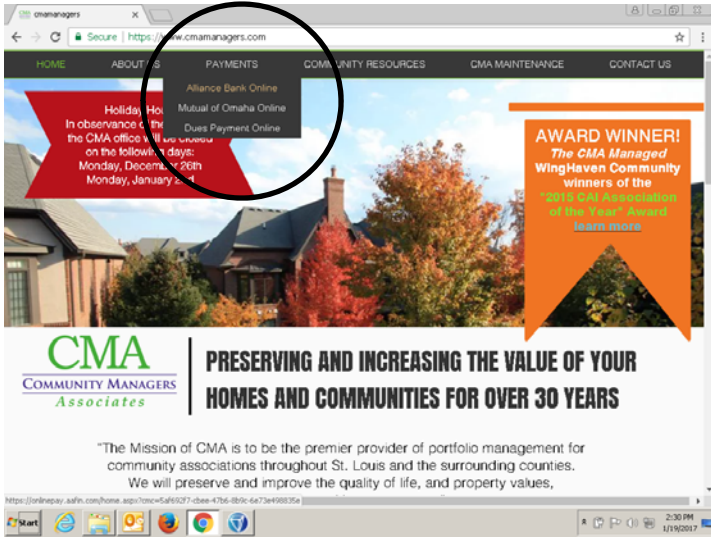 cmamanagers
Secure | https://www.cmamanagers.com
HOME ABOUT US PAYMENTS COMMUNITY RESOURCES CMA MAINTENANCE CONTACT US
Alliance Bank Online
Mutual of Omaha Online
Dues Payment Online
Holiday
In observance of the
the CMA office will be closed
on the following days:
Monday, December 26th
Monday, January 2nd
AWARD WINNER!
The CMA Managed
WingHaven Community
winners of the
"2015 CAI Association
of the Year" Award
learn more
CMA
COMMUNITY MANAGERS
Associates
PRESERVING AND INCREASING THE VALUE OF YOUR
HOMES AND COMMUNITIES FOR OVER 30 YEARS
"The Mission of CMA is to be the premier provider of portfolio management for
community associations throughout St. Louis and the surrounding counties.
We will preserve and improve the quality of life, and property values,
https://onlinepay.aafin.com/home.aspx?cmc=5af692f7-cbee-47b6-8b9c-6e73e498835e
Start
2:30 PM
1/19/2017